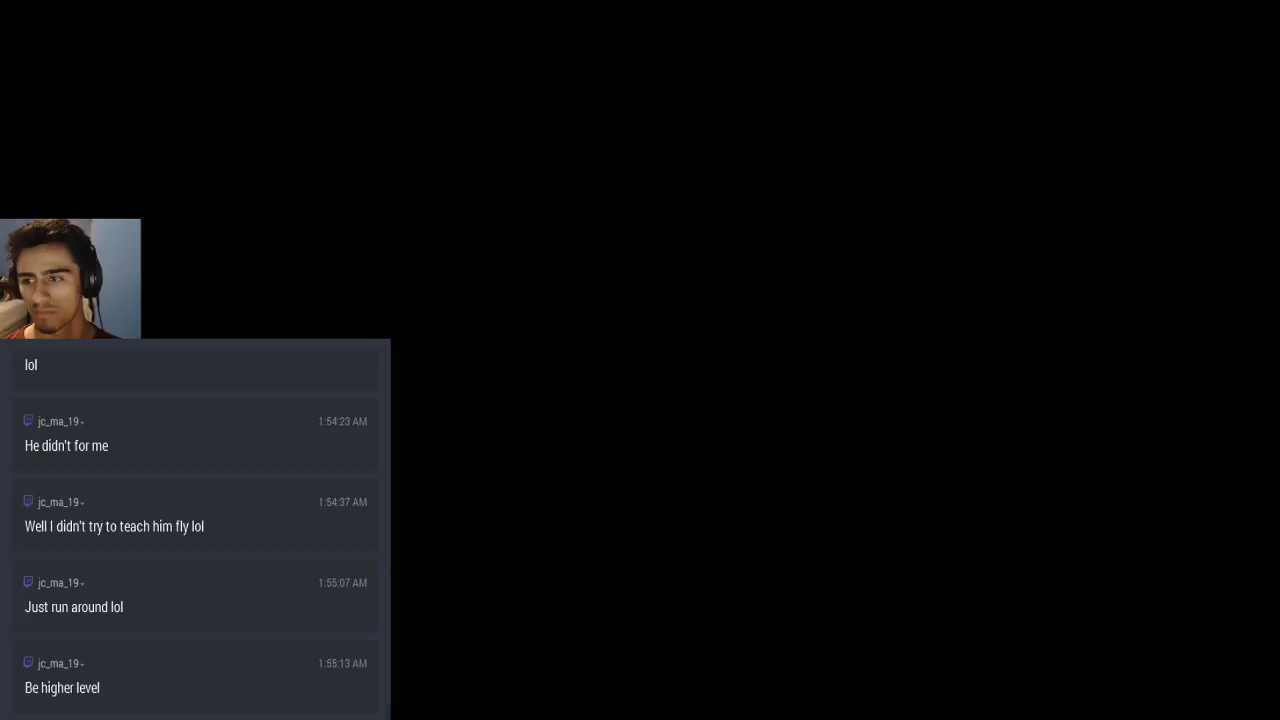 lol
jc_ma_19
1:54:23 AM
He didn't for me
jc_ma_19
1:54:37 AM
Well I didn't try to teach him fly lol
jc_ma_19
1:55:07 AM
Just run around lol
jc_ma_19
1:55:13 AM
Be higher level